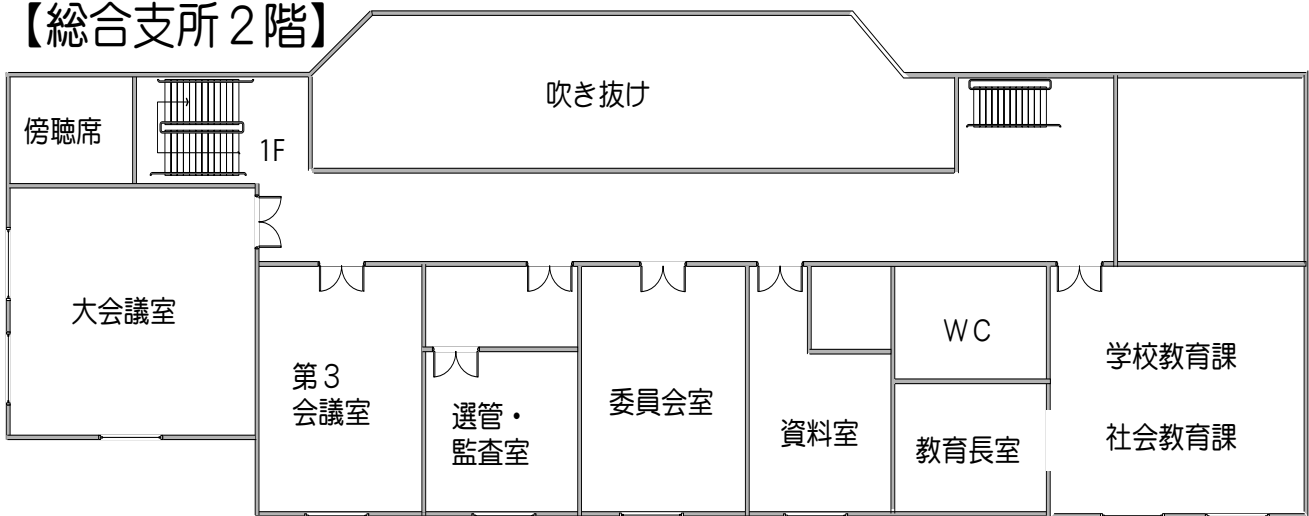 【総合支所２階】
吹き抜け
傍聴席
1F
大会議室
第３
会議室
選管・
監査室
委員会室
資料室
ＷＣ
教育長室
学校教育課
社会教育課